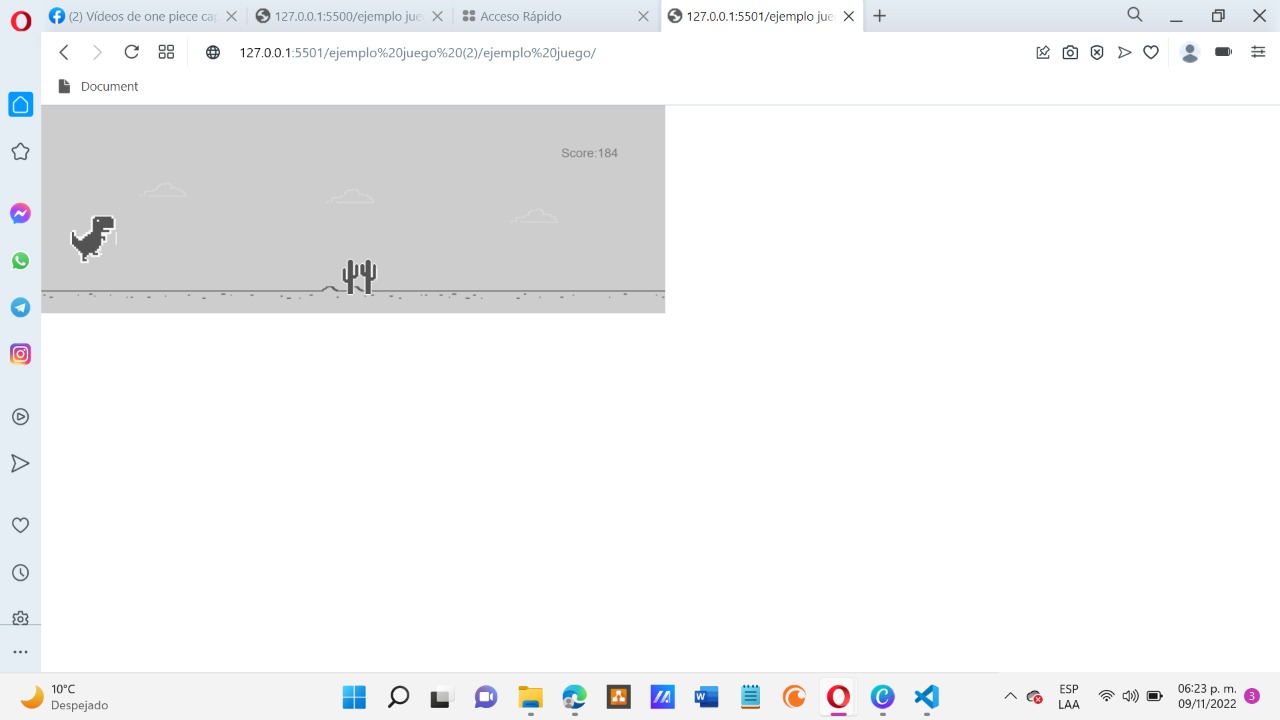 (2) Vídeos de one piece cap
127.0.0.1:5500/ejemplo jue
Acceso Rápido
127.0.0.1:5501/ejemplo jue
127.0.0.1:5501/ejemplo%20juego%20(2)/ejemplo%20juego/
Document
Score:184
10°C
Despejado
W
ESP
LAA
06:23 p. m.
09/11/2022
3